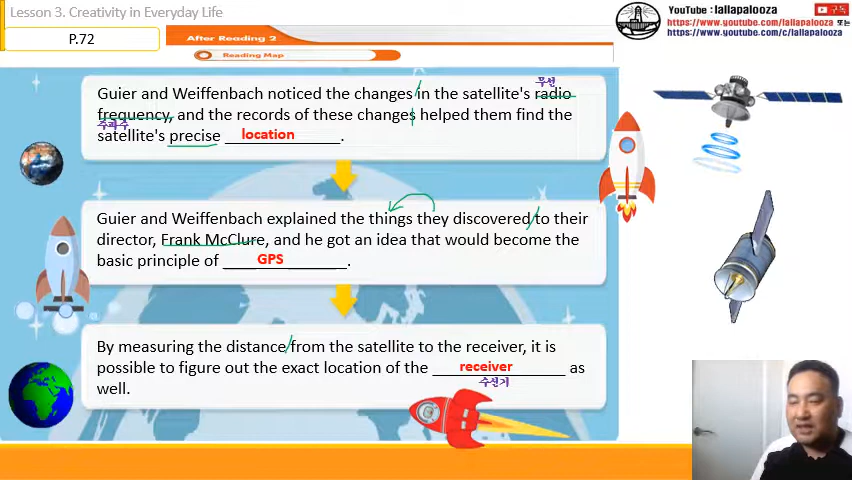 Lesson 3. Creativity in Everyday Life
P.72
After Reading 2
Reading Map
YouTube : lallapalooza
구독
https://www.youtube.com/lallapalooza 또는
https://www.youtube.com/c/lallapalooza
무선
Guier and Weiffenbach noticed the changes in the satellite's radio
frequency, and the records of these changes helped them find the
주파수
satellite's precise location.
Guier and Weiffenbach explained the things they discovered to their
director, Frank McClure, and he got an idea that would become the
basic principle of GPS.
By measuring the distance from the satellite to the receiver, it is
possible to figure out the exact location of the receiver as
수신기
well.